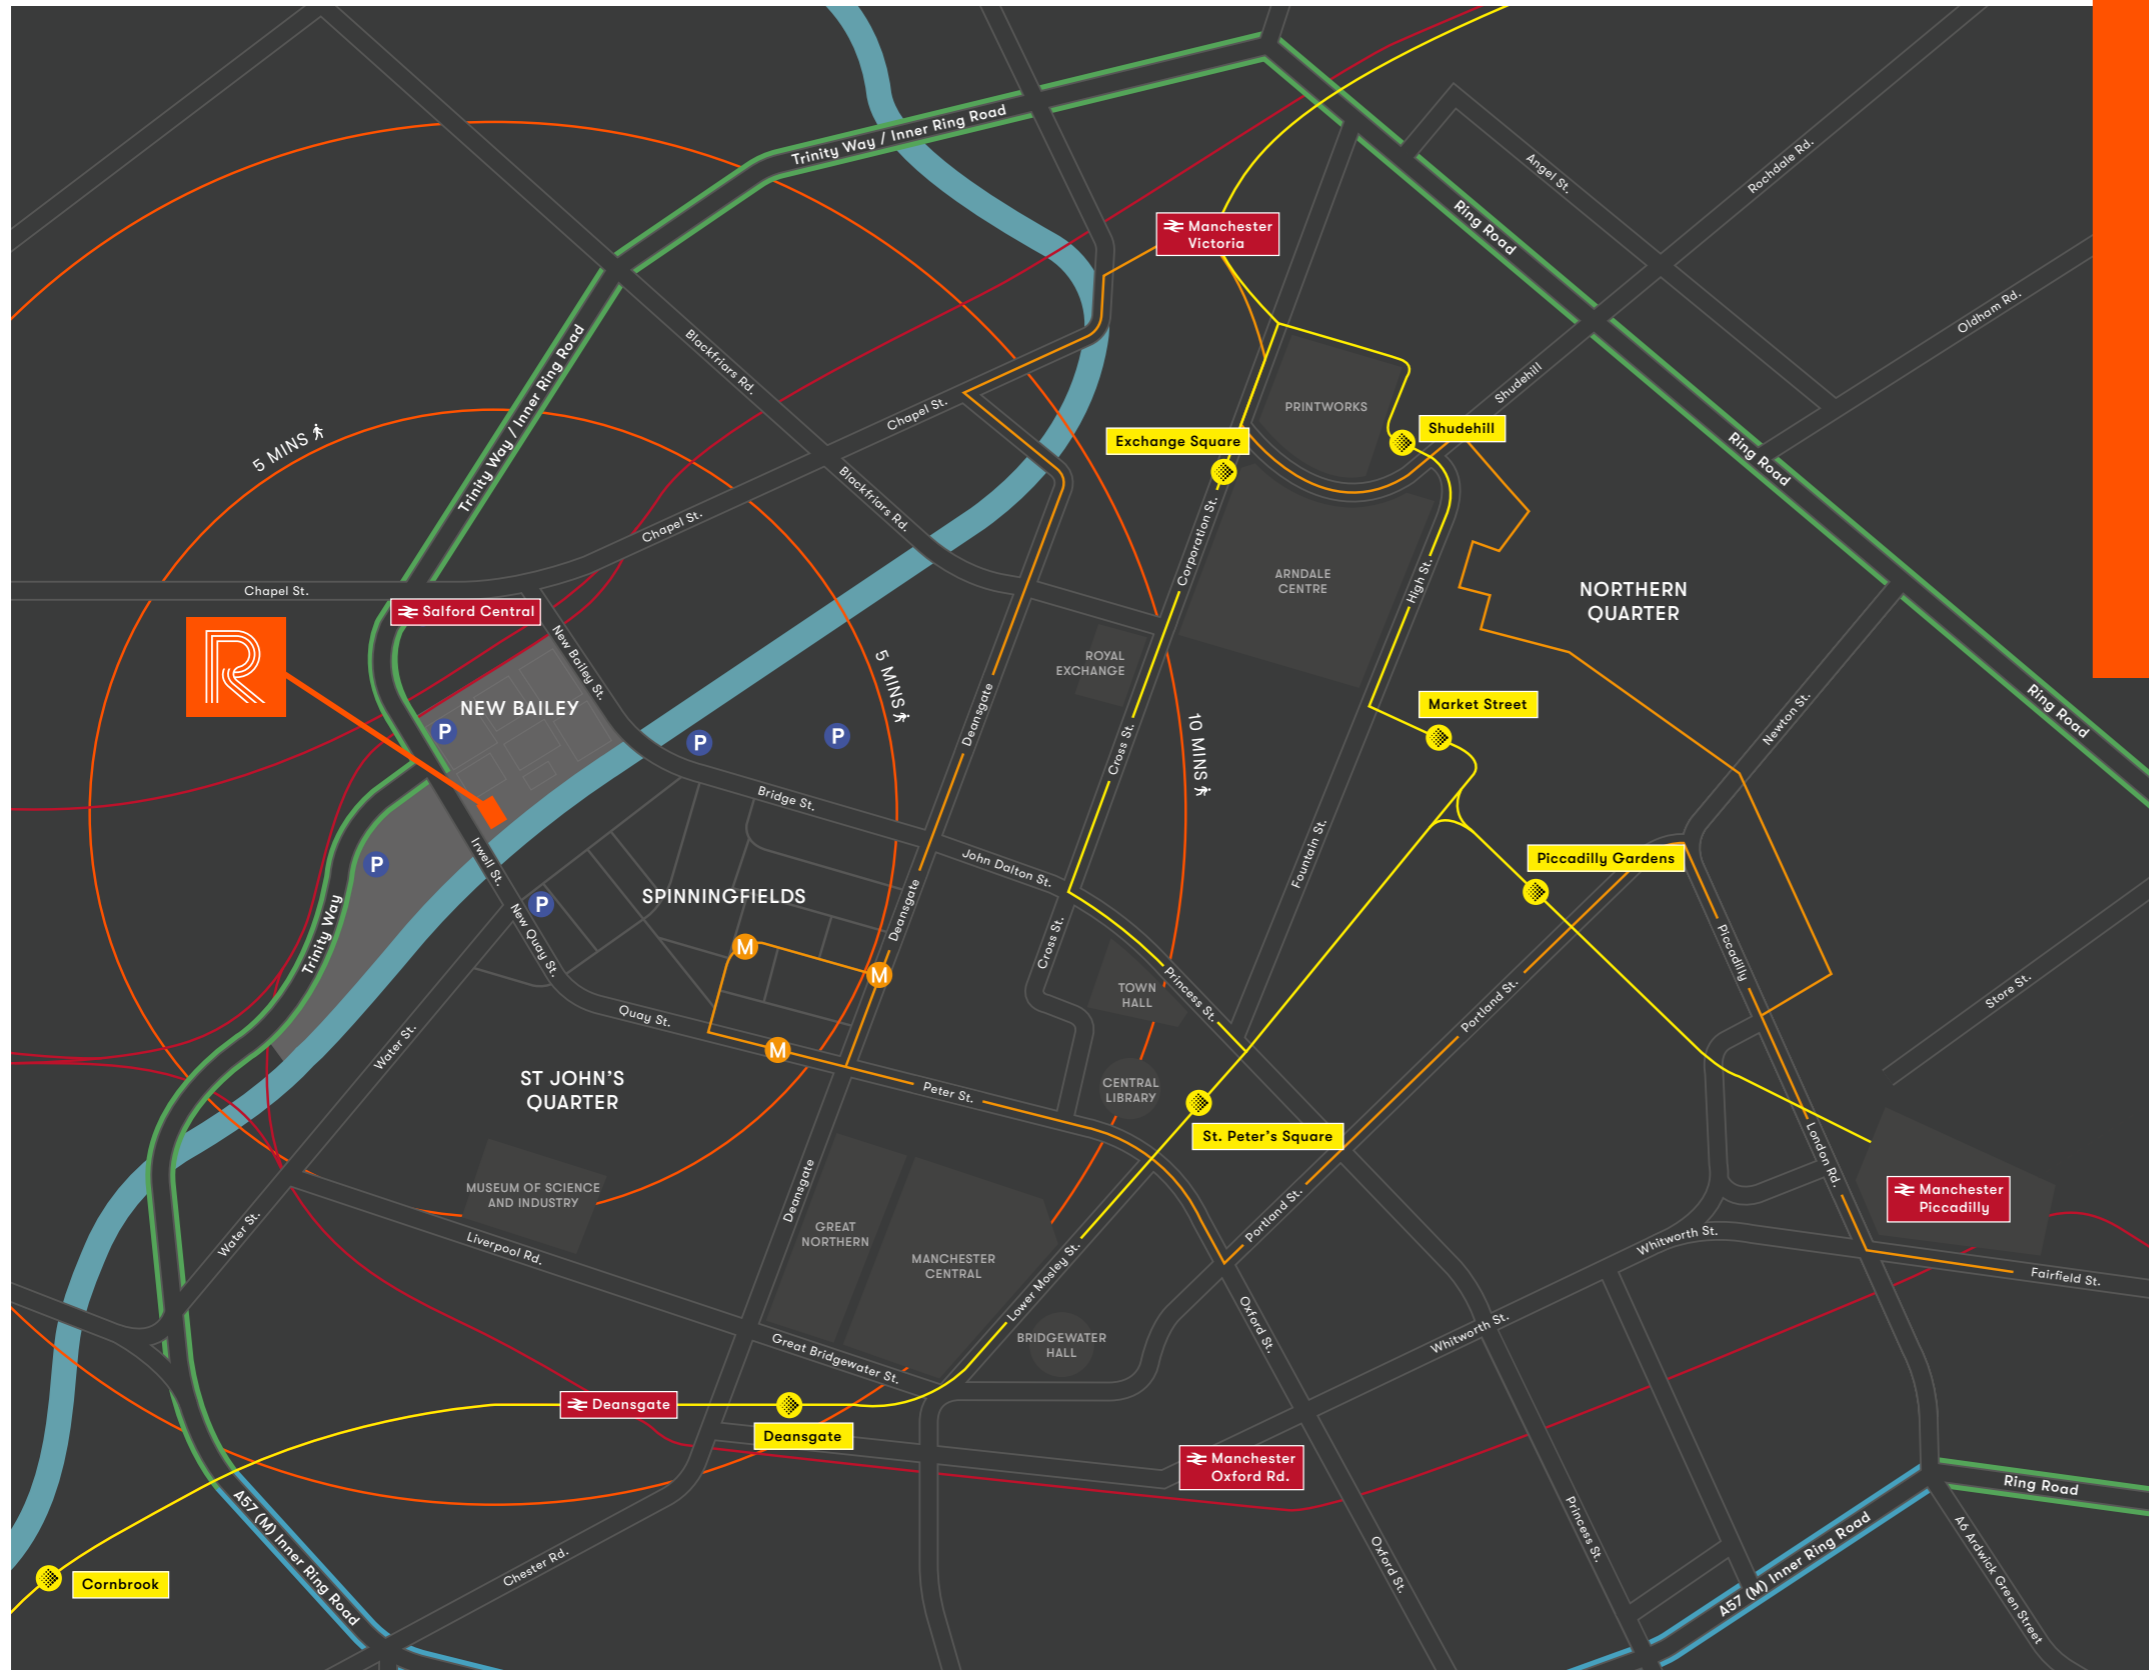 Trinity Way / Inner Ring Road
Angel St.
Rochdale Rd.
Ring Road
Manchester
Victoria
Oldham Rd.
Blackfriars Rd.
Trinity Way / Inner Ring Road
Chapel St.
PRINTWORKS
Shudehill
Shudehill
5 MINS
Exchange Square
Ring Road
Blackfriars Rd.
Chapel St.
Corporation St.
High St.
ARNDALE
CENTRE
NORTHERN
QUARTER
Chapel St.
Salford Central
R
New Bailey St.
ROYAL
EXCHANGE
5 MINS
NEW BAILEY
P
P
P
Deansgate
Cross St.
10 MINS
Market Street
Newton St.
Ring Road
Bridge St.
John Dalton St.
Fountain St.
Piccadilly Gardens
Irwell St.
P
P
New Quay St.
SPINNINGFIELDS
Deansgate
Cross St.
Trinity Way
M
M
Piccadilly
TOWN
HALL
Princess St.
Portland St.
Store St.
Quay St.
M
Water St.
ST JOHN'S
QUARTER
Peter St.
CENTRAL
LIBRARY
St. Peter's Square
London Rd.
MUSEUM OF SCIENCE
AND INDUSTRY
Deansgate
Portland St.
Manchester
Piccadilly
Water St.
Liverpool Rd.
GREAT
NORTHERN
MANCHESTER
CENTRAL
Lower Mosley St.
Whitworth St.
Fairfield St.
BRIDGEWATER
HALL
Oxford St.
Whitworth St.
Great Bridgewater St.
Deansgate
Deansgate
Manchester
Oxford Rd.
Ring Road
A57 (M) Inner Ring Road
Chester Rd.
Cornbrook
Oxford St.
Princess St.
A57 (M) Inner Ring Road
A6 Ardwick Green Street